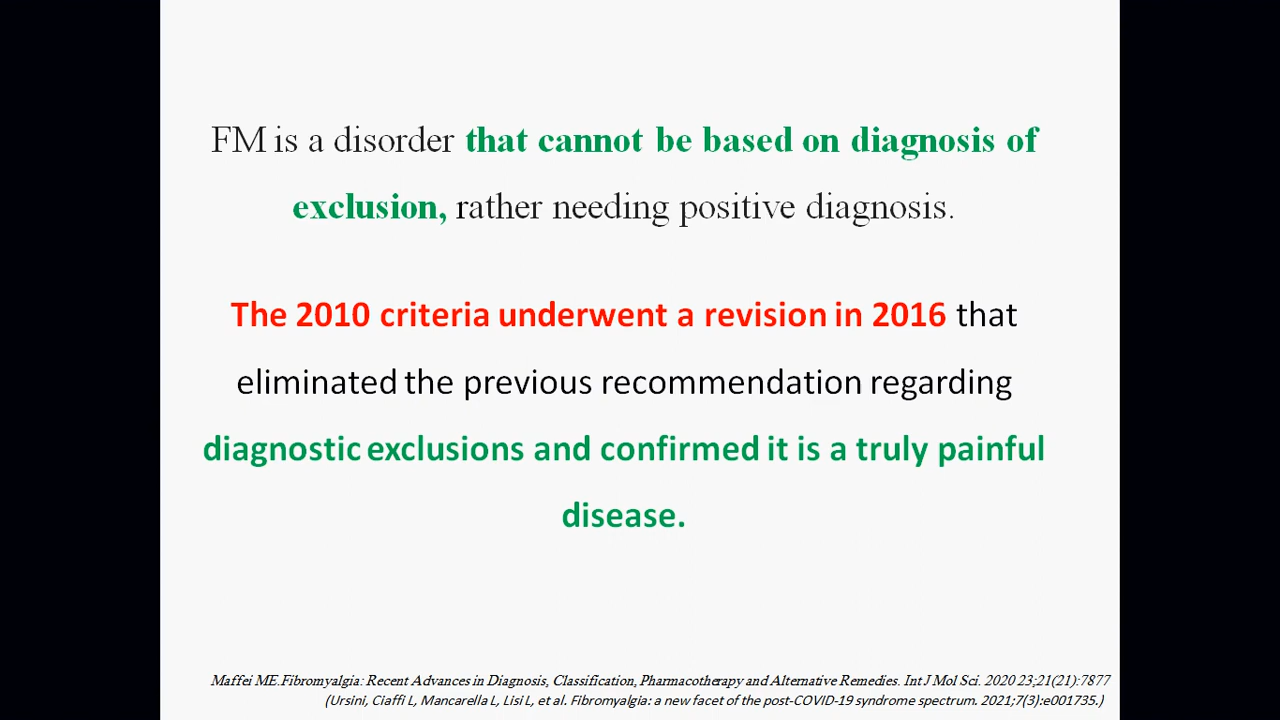 FM is a disorder that cannot be based on diagnosis of
exclusion, rather needing positive diagnosis.
The 2010 criteria underwent a revision in 2016 that
eliminated the previous recommendation regarding
diagnostic exclusions and confirmed it is a truly painful
disease.
Maffei ME.Fibromyalgia: Recent Advances in Diagnosis, Classification, Pharmacotherapy and Alternative Remedies. Int J Mol Sci. 2020 23;21(21):7877
(Ursini, Ciaffi L, Mancarella L, Lisi L, et al. Fibromyalgia: a new facet of the post-COVID-19 syndrome spectrum. 2021;7(3):e001735.)